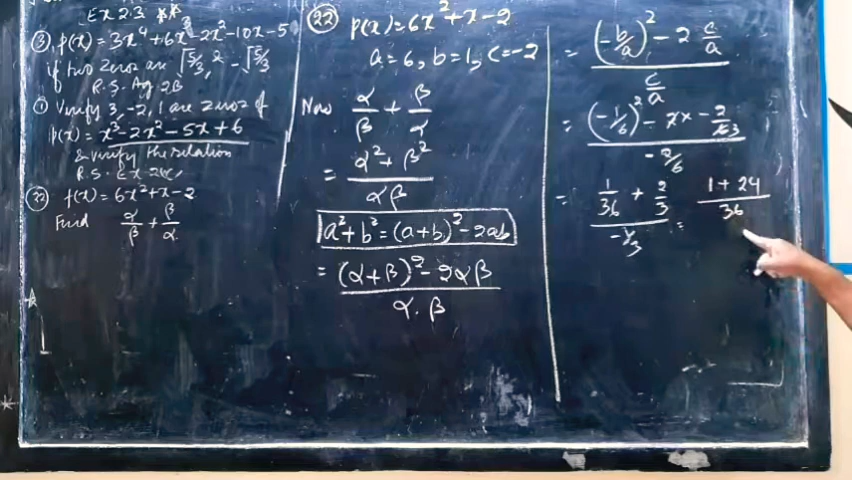 Ex 2.3 **
③ p(x) = 3x⁴ + 6x³ - 2x² - 10x - 5
if two zeros are √5/3, & -√5/3
R.S. Ag 2B
① Verify 3, -2, 1 are zeros of
p(x) = x³ - 2x² - 5x + 6
& verify the relation
R.S.
㉒ f(x) = 6x² + x - 2
Find α/β + β/α
㉒ p(x) = 6x² + x - 2
a = 6, b = 1, c = -2
Now α/β + β/α
= (α² + β²)/(αβ)
a² + b² = (a + b)² - 2ab
= ((α + β)² - 2αβ)/(α . β)
= ((-b/a)² - 2 c/a)/(c/a)
= ((-1/6)² - 2 x -2/6 3)/(-2/6)
= (1/36 + 2/3)/(-1/3) = (1 + 24)/36